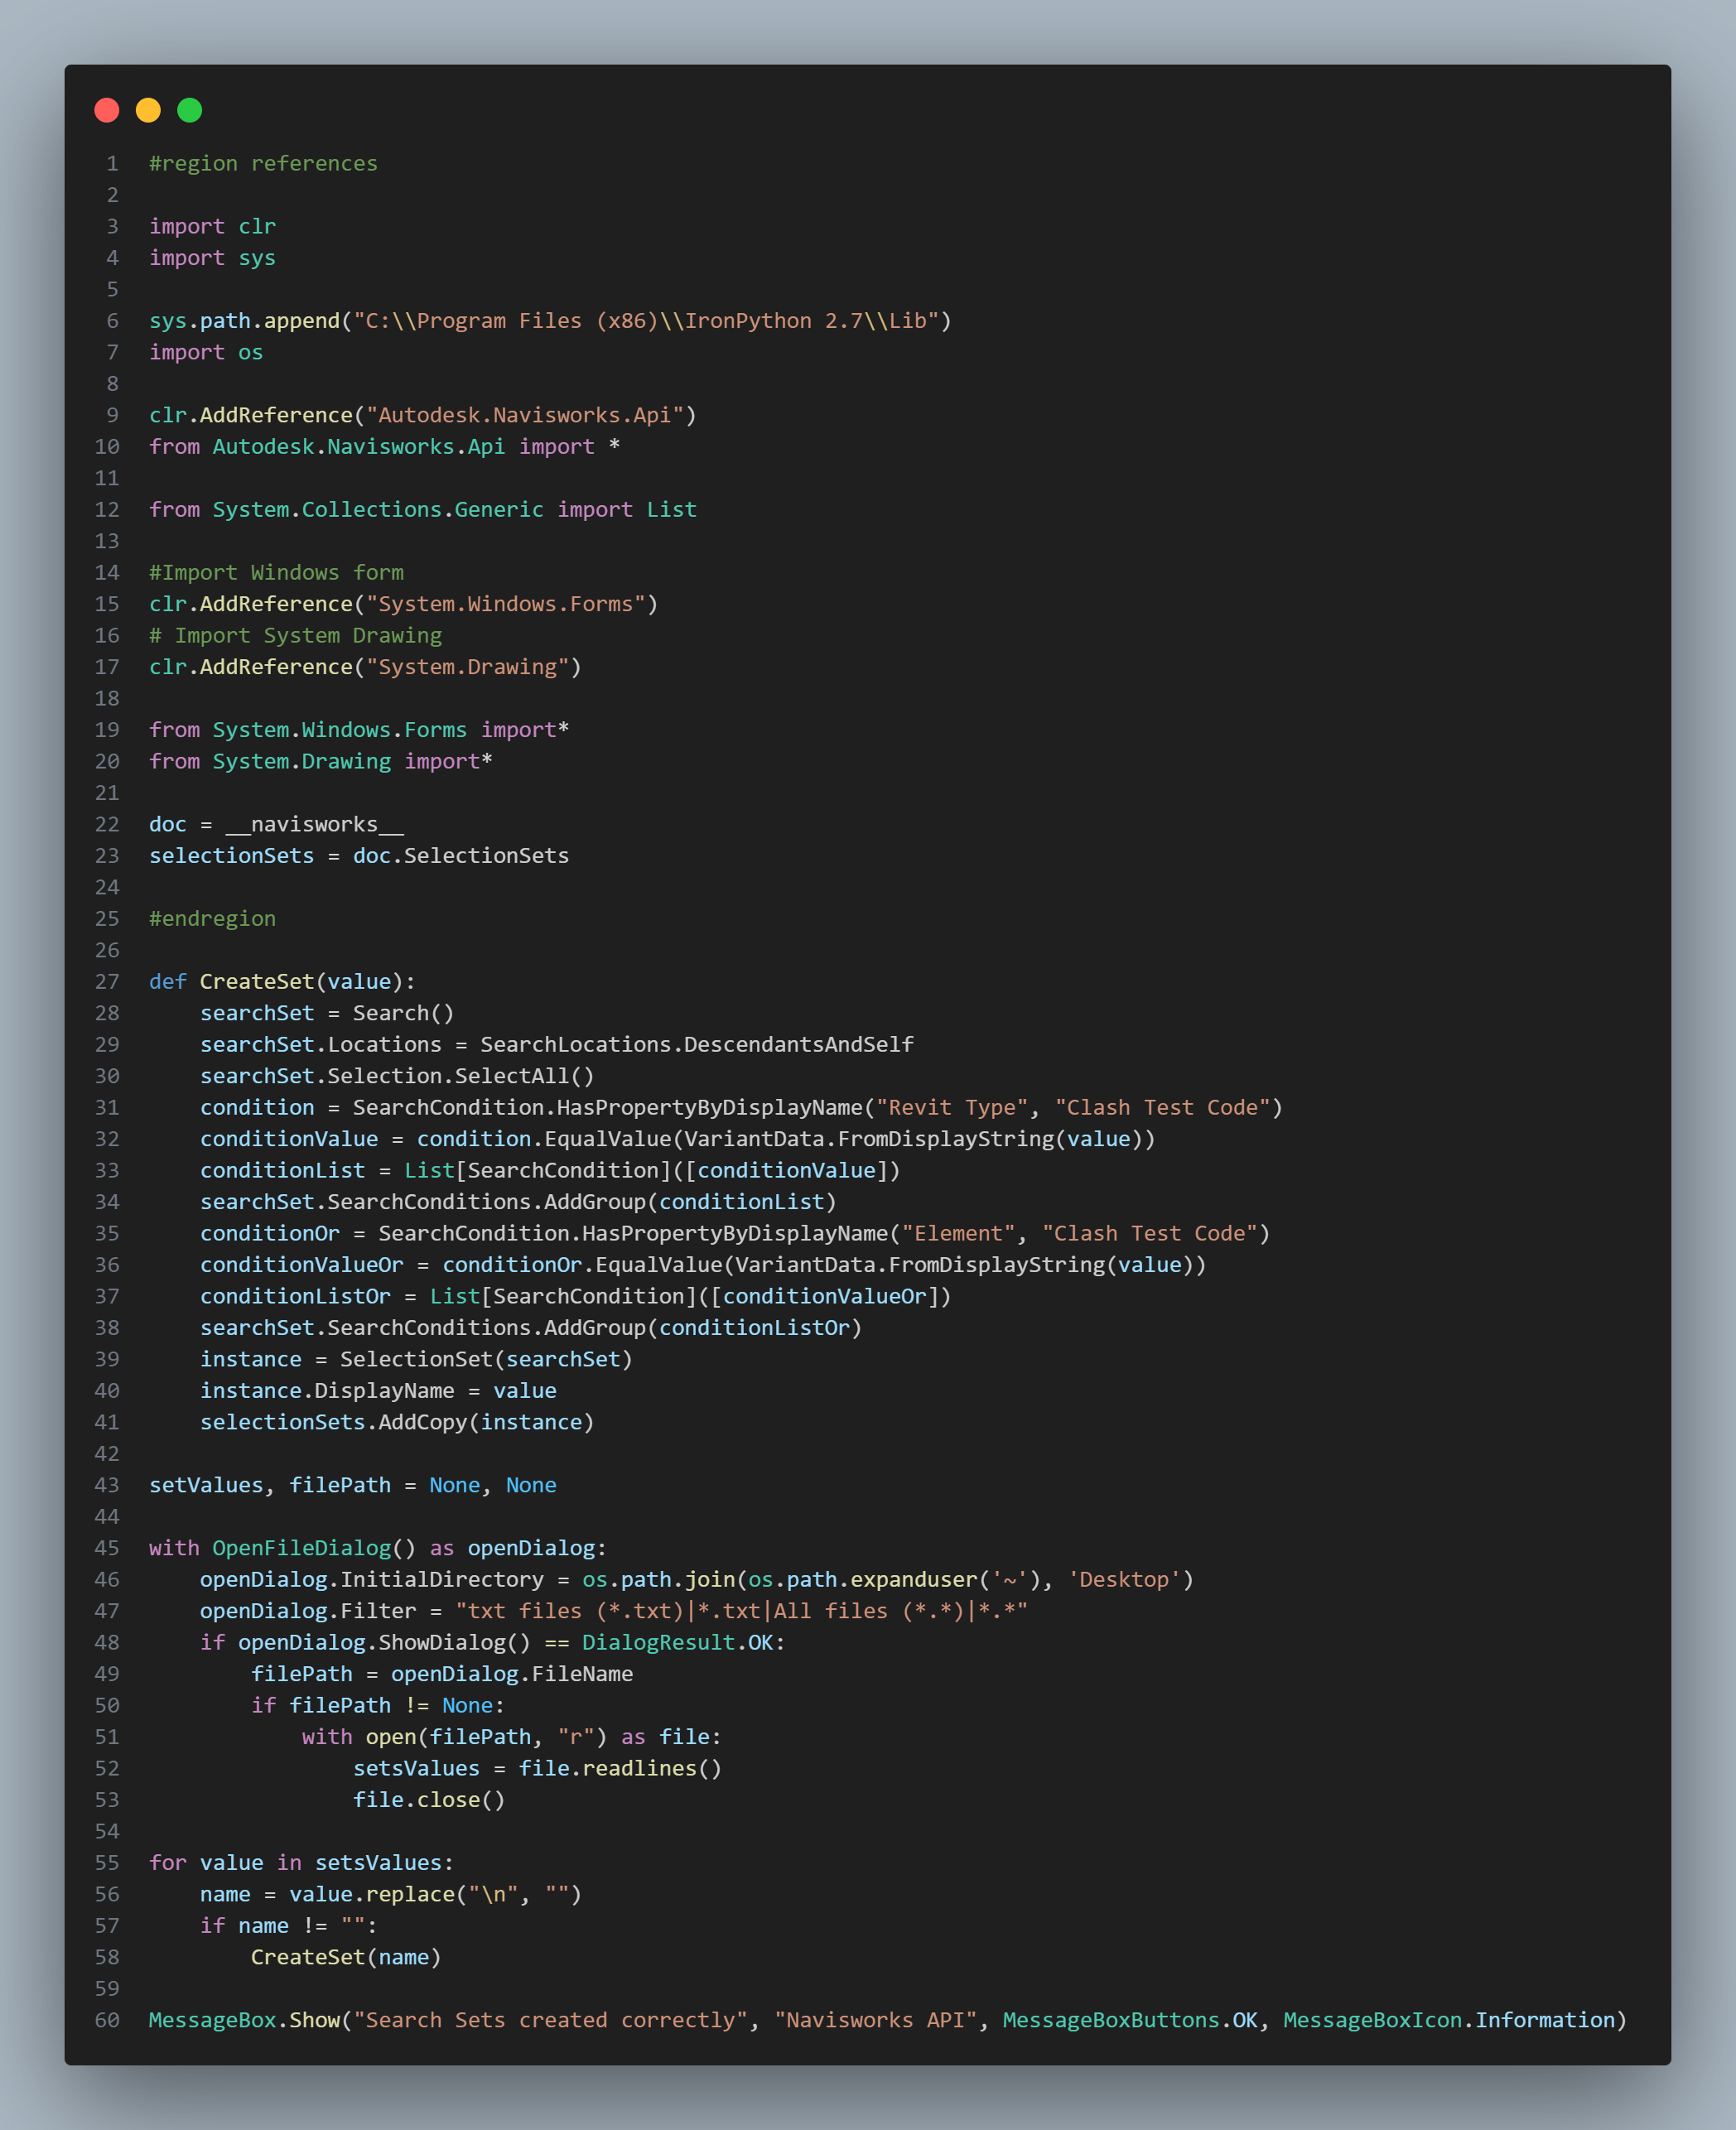 1 #region references
2
3 import clr
4 import sys
5
6 sys.path.append("C:\\Program Files (x86)\\IronPython 2.7\\Lib")
7 import os
8
9 clr.AddReference("Autodesk.Navisworks.Api")
10 from Autodesk.Navisworks.Api import *
11
12 from System.Collections.Generic import List
13
14 #Import Windows form
15 clr.AddReference("System.Windows.Forms")
16 # Import System Drawing
17 clr.AddReference("System.Drawing")
18
19 from System.Windows.Forms import*
20 from System.Drawing import*
21
22 doc = __navisworks__
23 selectionSets = doc.SelectionSets
24
25 #endregion
26
27 def CreateSet(value):
28     searchSet = Search()
29     searchSet.Locations = SearchLocations.DescendantsAndSelf
30     searchSet.Selection.SelectAll()
31     condition = SearchCondition.HasPropertyByDisplayName("Revit Type", "Clash Test Code")
32     conditionValue = condition.EqualValue(VariantData.FromDisplayString(value))
33     conditionList = List[SearchCondition]([conditionValue])
34     searchSet.SearchConditions.AddGroup(conditionList)
35     conditionOr = SearchCondition.HasPropertyByDisplayName("Element", "Clash Test Code")
36     conditionValueOr = conditionOr.EqualValue(VariantData.FromDisplayString(value))
37     conditionListOr = List[SearchCondition]([conditionValueOr])
38     searchSet.SearchConditions.AddGroup(conditionListOr)
39     instance = SelectionSet(searchSet)
40     instance.DisplayName = value
41     selectionSets.AddCopy(instance)
42
43 setValues, filePath = None, None
44
45 with OpenFileDialog() as openDialog:
46     openDialog.InitialDirectory = os.path.join(os.path.expanduser('~'), 'Desktop')
47     openDialog.Filter = "txt files (*.txt)|*.txt|All files (*.*)|*.*"
48     if openDialog.ShowDialog() == DialogResult.OK:
49         filePath = openDialog.FileName
50         if filePath != None:
51             with open(filePath, "r") as file:
52                 setsValues = file.readlines()
53                 file.close()
54
55 for value in setsValues:
56     name = value.replace("\n", "")
57     if name != "":
58         CreateSet(name)
59
60 MessageBox.Show("Search Sets created correctly", "Navisworks API", MessageBoxButtons.OK, MessageBoxIcon.Information)